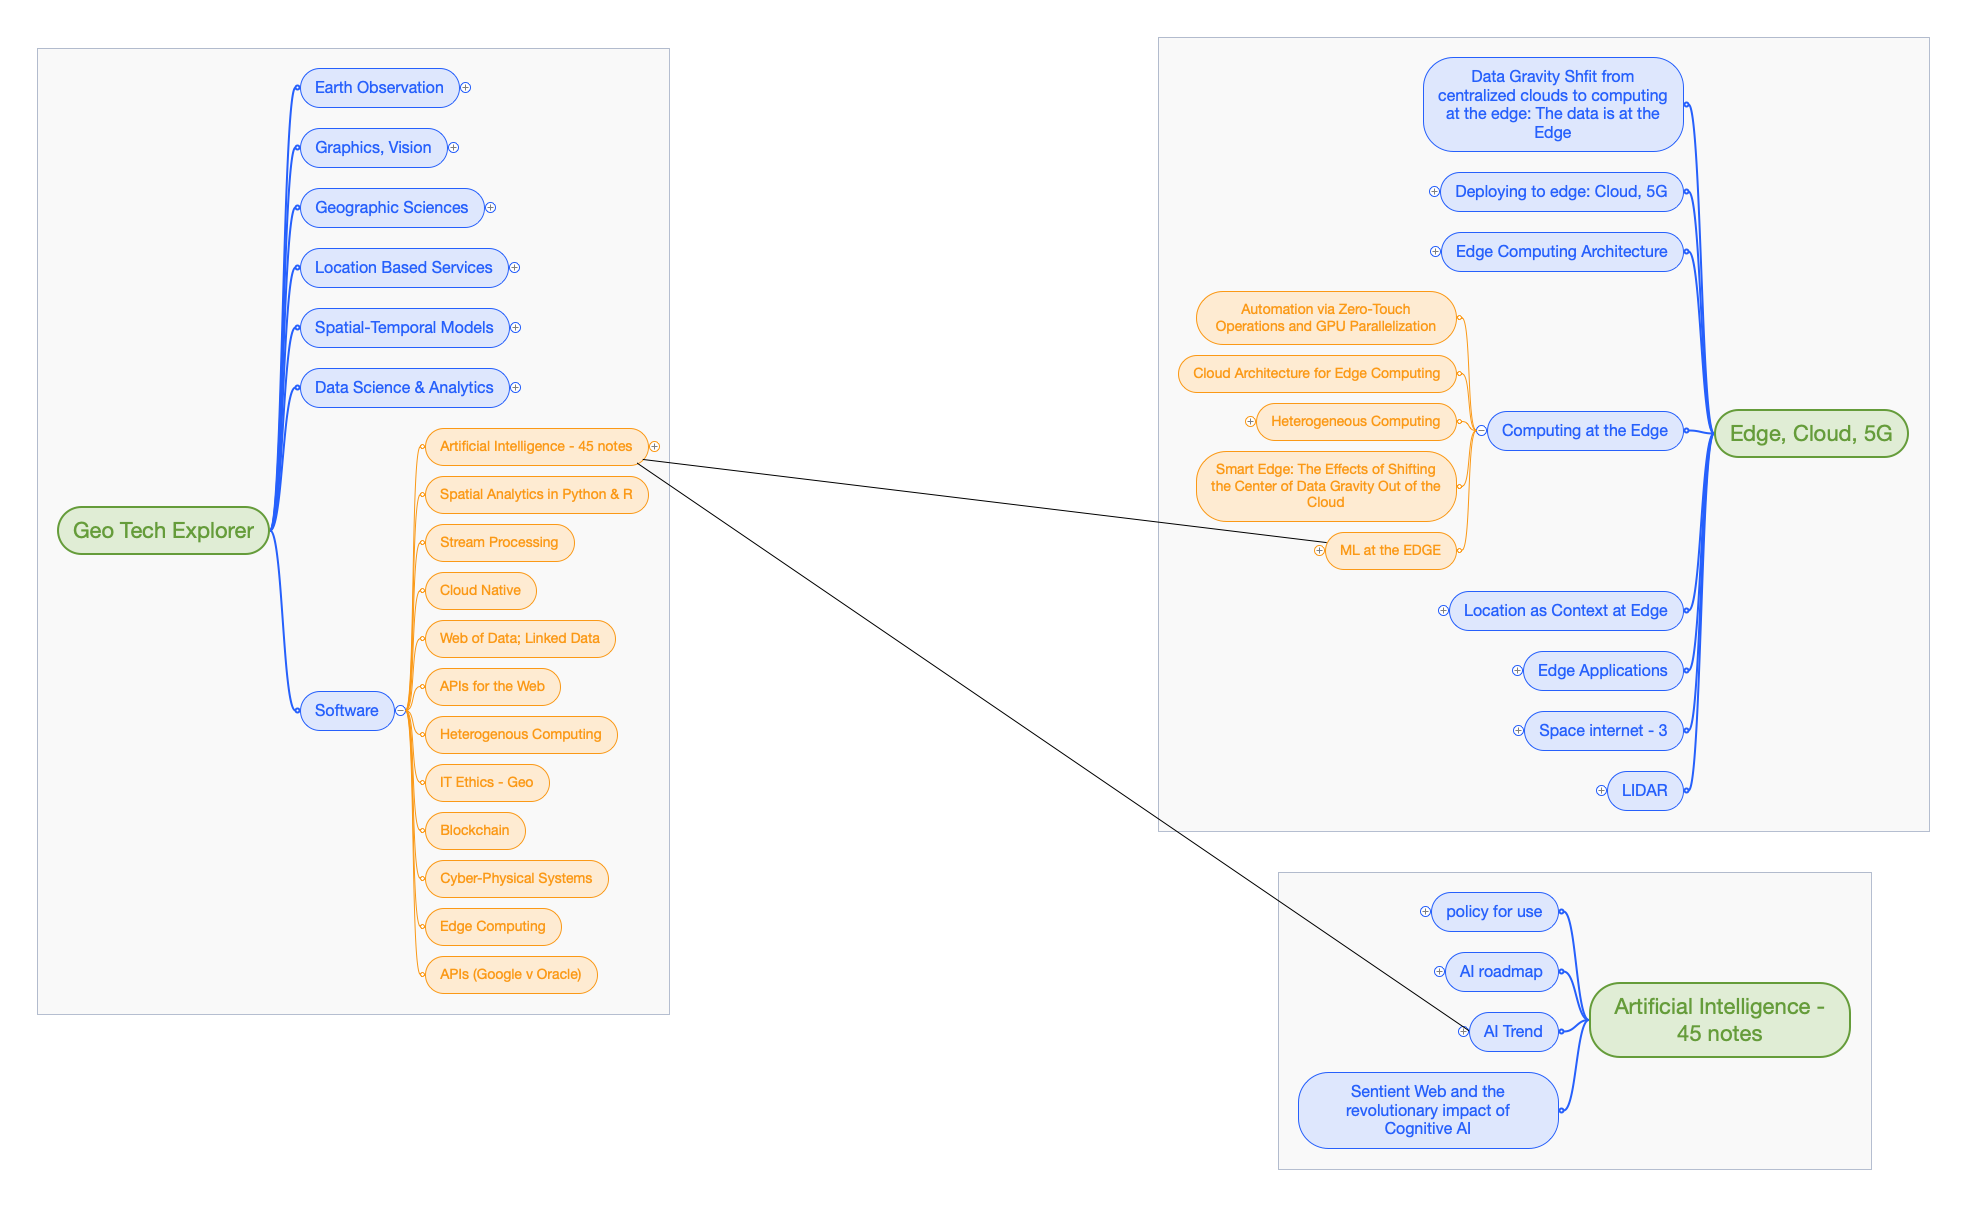 Geo Tech Explorer
Earth Observation
Graphics, Vision
Geographic Sciences
Location Based Services
Spatial-Temporal Models
Data Science & Analytics
Software
Artificial Intelligence - 45 notes
Spatial Analytics in Python & R
Stream Processing
Cloud Native
Web of Data; Linked Data
APIs for the Web
Heterogenous Computing
IT Ethics - Geo
Blockchain
Cyber-Physical Systems
Edge Computing
APIs (Google v Oracle)
Edge, Cloud, 5G
Data Gravity Shfit from
centralized clouds to computing
at the edge: The data is at the
Edge
Deploying to edge: Cloud, 5G
Edge Computing Architecture
Computing at the Edge
Automation via Zero-Touch
Operations and GPU Parallelization
Cloud Architecture for Edge Computing
Heterogeneous Computing
Smart Edge: The Effects of Shifting
the Center of Data Gravity Out of the
Cloud
ML at the EDGE
Location as Context at Edge
Edge Applications
Space internet - 3
LIDAR
Artificial Intelligence -
45 notes
policy for use
AI roadmap
AI Trend
Sentient Web and the
revolutionary impact of
Cognitive AI